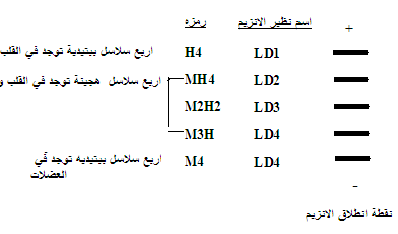 اسم نظير الانزيم رمزه +
LD1 H4 اربع سلاسل ببتيدية توجد في القلب
LD2 MH4 اربع سلاسل هجينة توجد في القلب و
LD3 M2H2
LD4 M3H
LD4 M4 اربع سلاسل ببتيديه توجد في
العضلات
-
نقطة انطلاق الانزيم